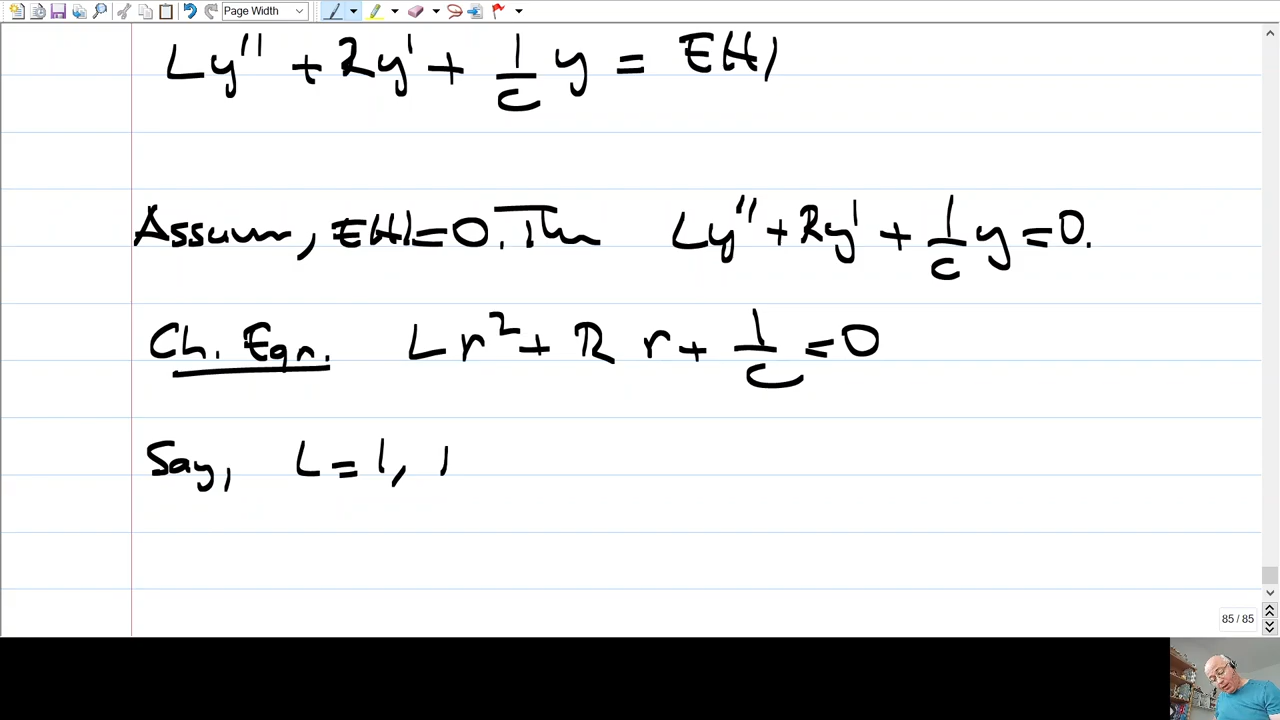 Page Width
Ly'' + Ry' + 1/C y = E(t)
Assume, E(t)=0. Then Ly'' + Ry' + 1/C y = 0.
Ch. Eqn. Lr² + R r + 1/C = 0
Say, L = 1,
85 / 85